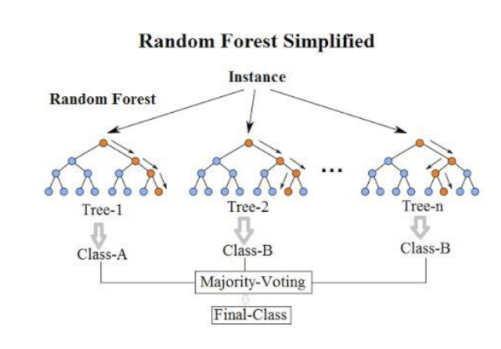 Random Forest Simplified
Instance
Random Forest
...
Tree-1
Tree-2
Tree-n
Class-A
Class-B
Class-B
Majority-Voting
Final-Class